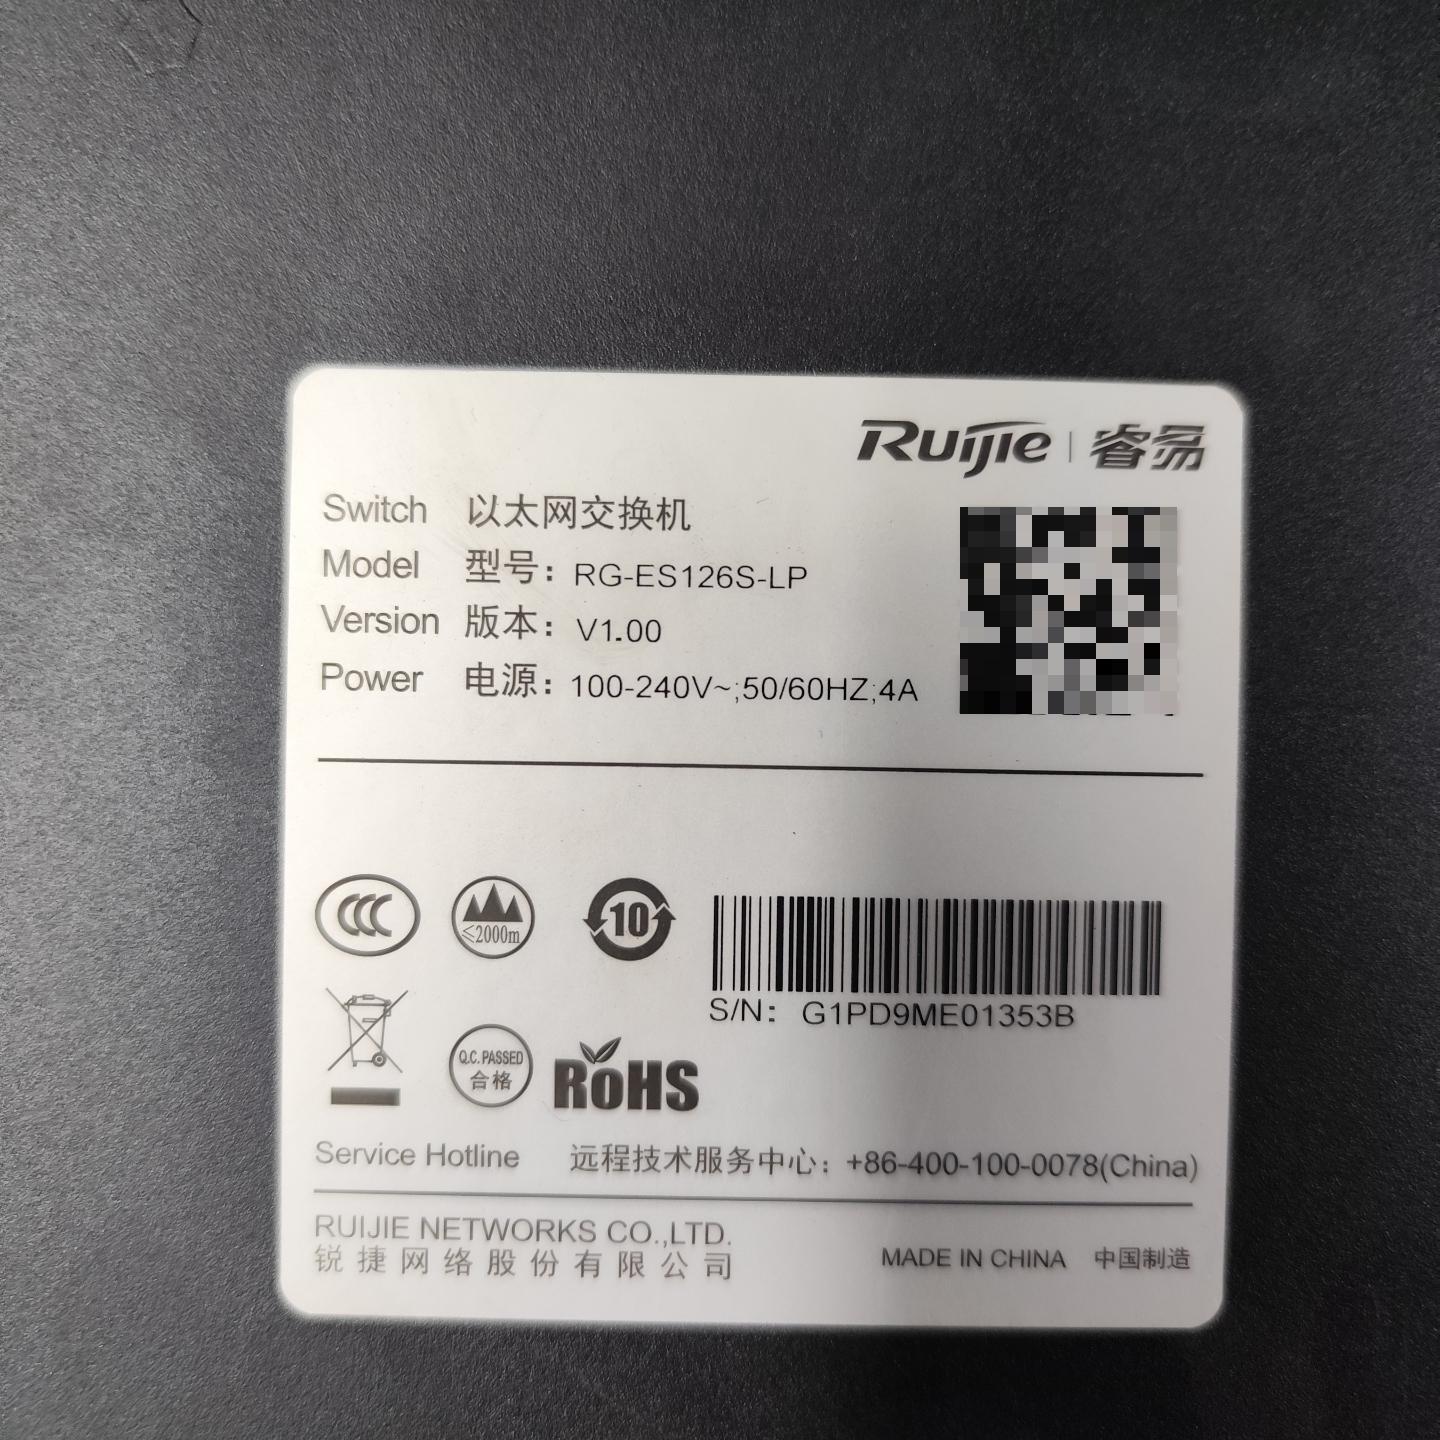 Ruijie | 睿易
Switch 以太网交换机
Model 型号: RG-ES126S-LP
Version 版本: V1.00
Power 电源: 100-240V~;50/60HZ;4A
CCC
≤2000m
10
S/N: G1PD9ME01353B
Q.C. PASSED
合格
RoHS
Service Hotline 远程技术服务中心: +86-400-100-0078(China)
RUIJIE NETWORKS CO.,LTD.
锐捷网络股份有限公司
MADE IN CHINA 中国制造